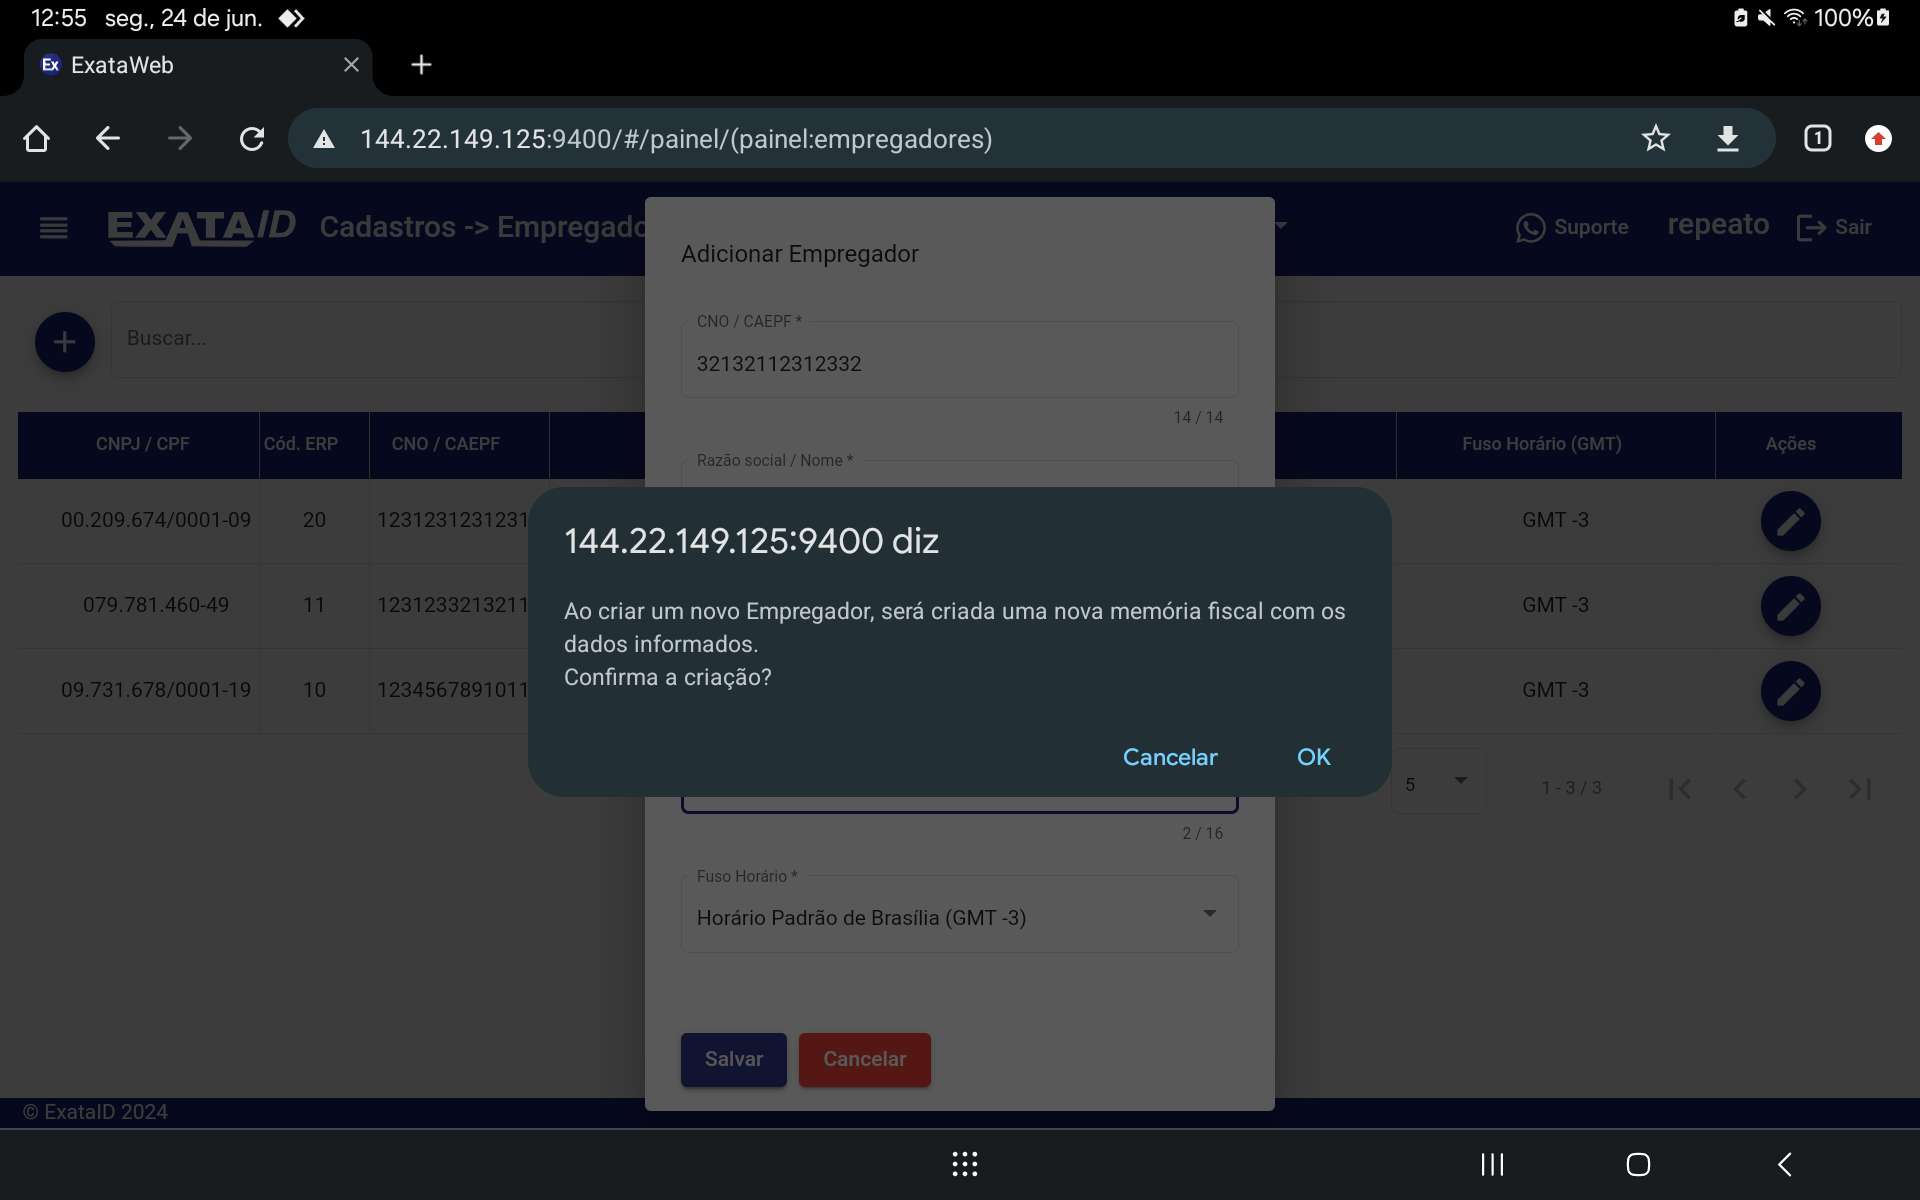 12:55 seg., 24 de jun. 100%
Ex ExataWeb
144.22.149.125:9400/#/painel/(painel:empregadores) 1
EXATAID Cadastros -> Empregado Suporte repeato Sair
Adicionar Empregador
Buscar...
CNO / CAEPF *
32132112312332
14 / 14
Razão social / Nome *
CNPJ / CPF Cód. ERP CNO / CAEPF Fuso Horário (GMT) Ações
00.209.674/0001-09 20 1231231231231 GMT -3
079.781.460-49 11 1231233213211 GMT -3
09.731.678/0001-19 10 1234567891011 GMT -3
144.22.149.125:9400 diz
Ao criar um novo Empregador, será criada uma nova memória fiscal com os
dados informados.
Confirma a criação?
Cancelar OK
5 1 - 3 / 3
2 / 16
Fuso Horário *
Horário Padrão de Brasília (GMT -3)
Salvar Cancelar
© ExataID 2024